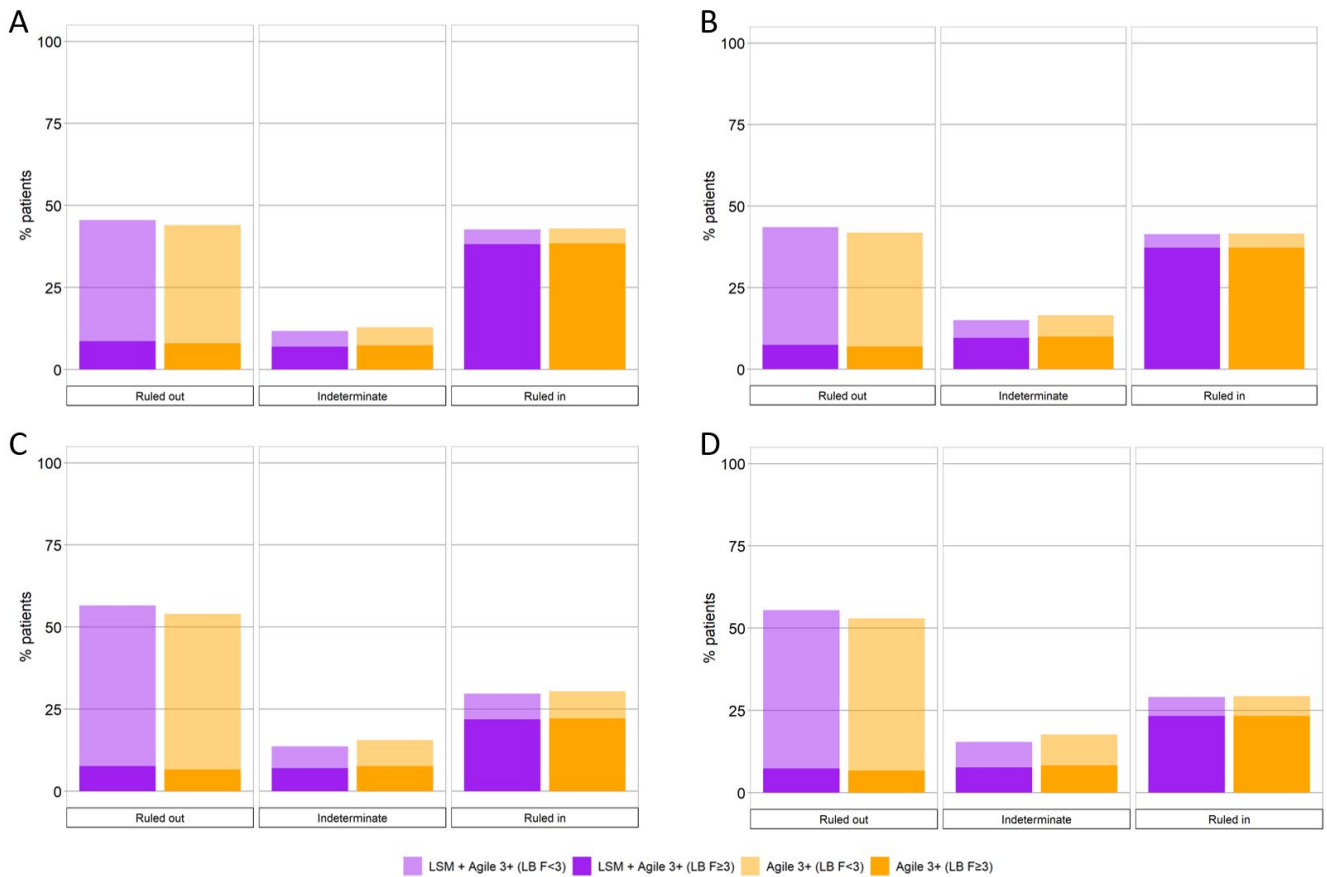 A
100
75
50
25
0
% patients
Ruled out
Indeterminate
Ruled in
B
100
75
50
25
0
% patients
Ruled out
Indeterminate
Ruled in
C
100
75
50
25
0
% patients
Ruled out
Indeterminate
Ruled in
D
100
75
50
25
0
% patients
Ruled out
Indeterminate
Ruled in
LSM + Agile 3+ (LB F<3) LSM + Agile 3+ (LB F≥3) Agile 3+ (LB F<3) Agile 3+ (LB F≥3)